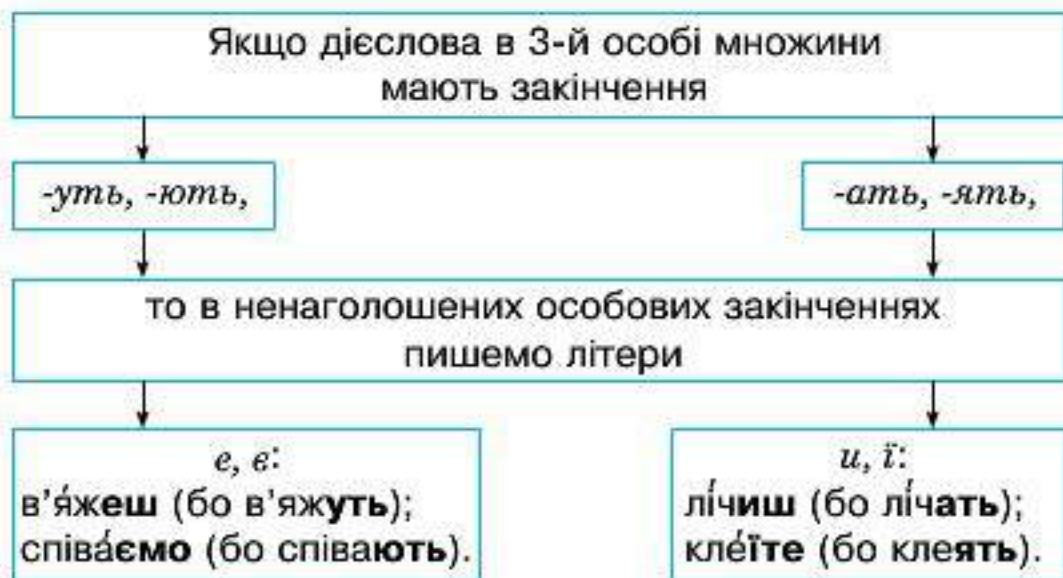 Якщо дієслова в 3-й особі множини
мають закінчення
-уть, -ють,
-ать, -ять,
то в ненаголошених особових закінченнях
пишемо літери
е, є:
в’я́жеш (бо в’яжуть);
співа́ємо (бо співають).
и, ї:
лі́чиш (бо лі́чать);
кле́їте (бо клеять).